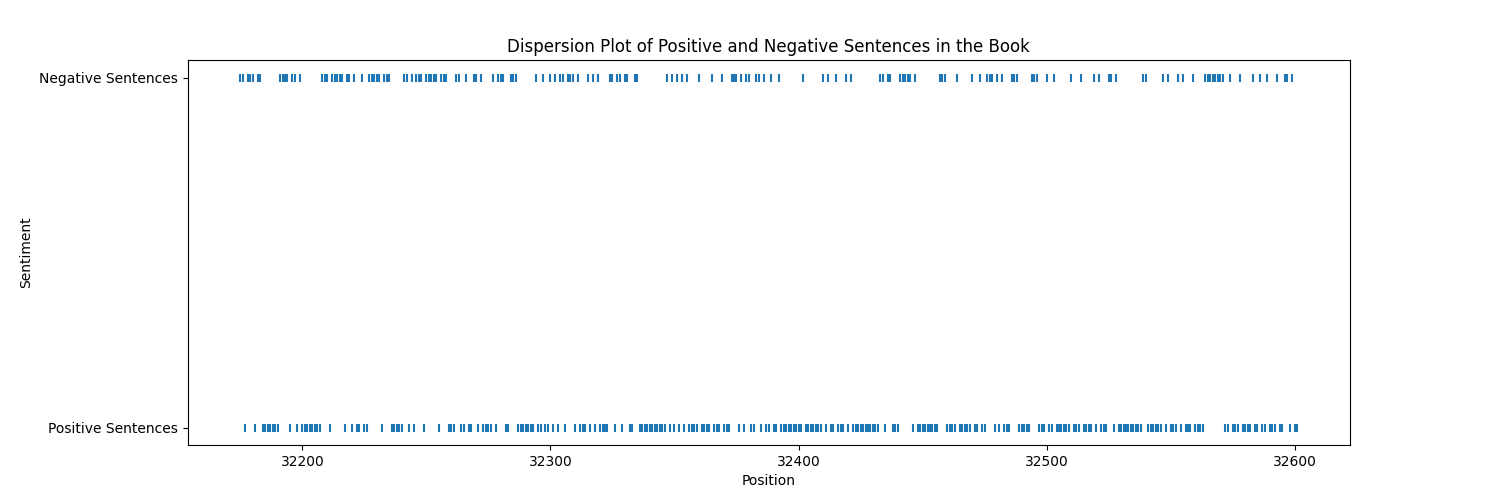 Dispersion Plot of Positive and Negative Sentences in the Book
Negative Sentences
Sentiment
Positive Sentences
32200 32300 32400 32500 32600
Position